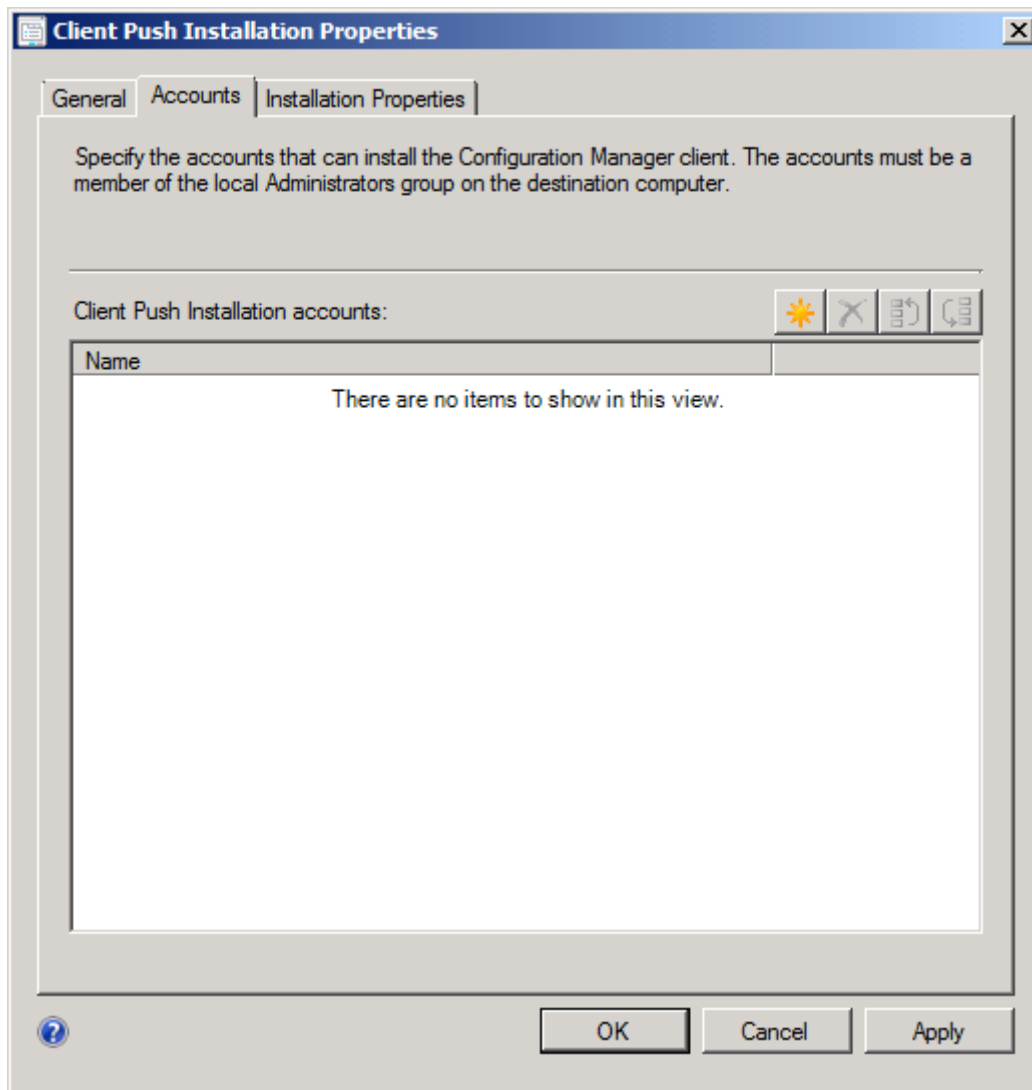 Client Push Installation Properties
General Accounts Installation Properties
Specify the accounts that can install the Configuration Manager client. The accounts must be a
member of the local Administrators group on the destination computer.
Client Push Installation accounts:
Name
There are no items to show in this view.
OK Cancel Apply